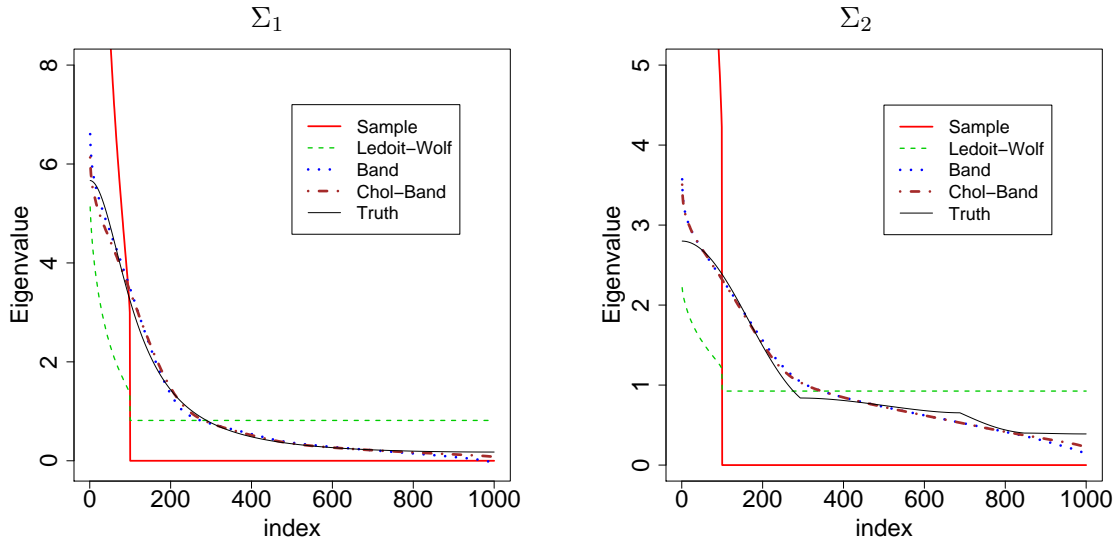 Σ1
Eigenvalue
8
6
4
2
0
Sample
Ledoit−Wolf
Band
Chol−Band
Truth
0 200 400 600 800 1000
index
Σ2
Eigenvalue
5
4
3
2
1
0
Sample
Ledoit−Wolf
Band
Chol−Band
Truth
0 200 400 600 800 1000
index